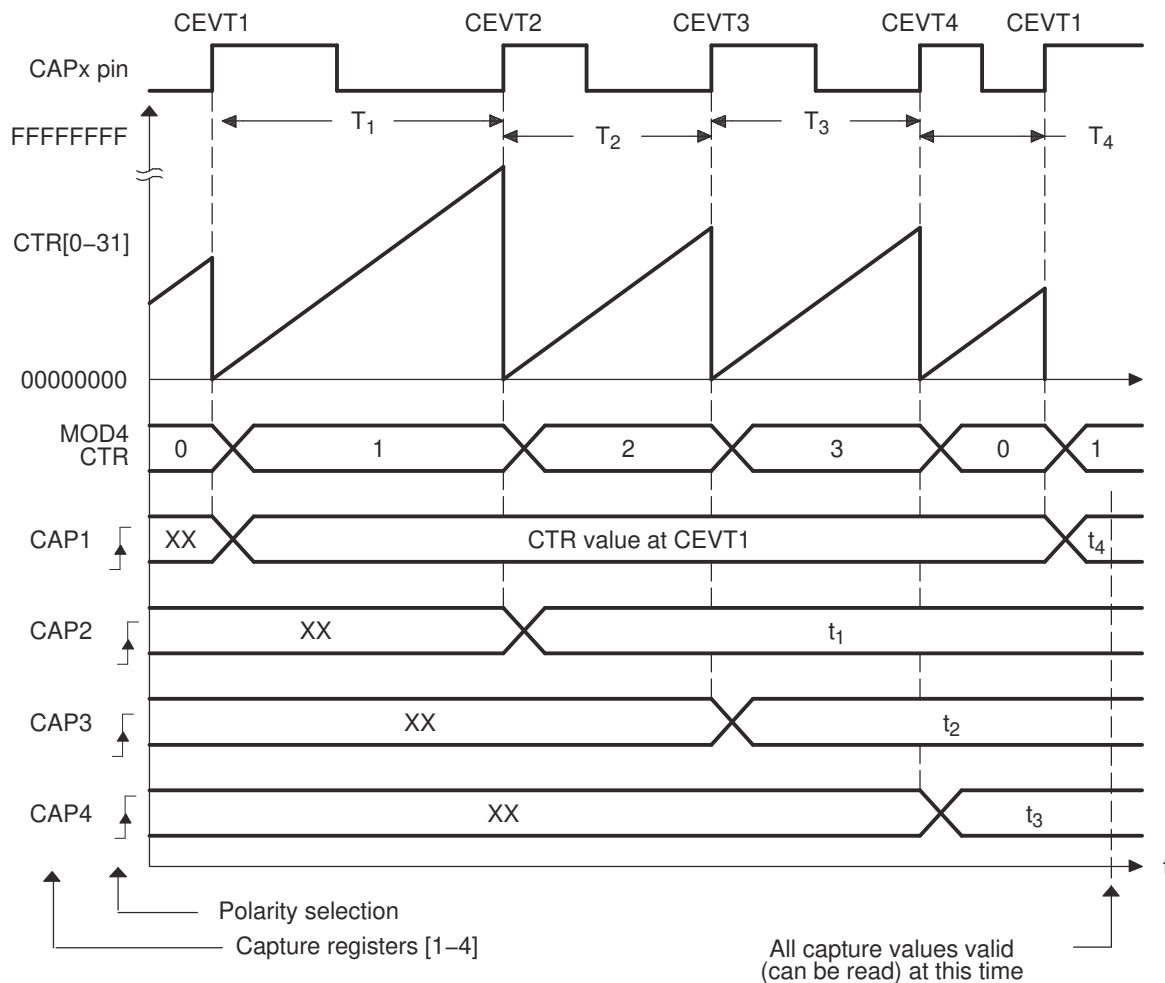 CEVT1 CEVT2 CEVT3 CEVT4 CEVT1
CAPx pin
T1 T2 T3 T4
FFFFFFFF
CTR[0−31]
00000000
MOD4
CTR
0 1 2 3 0 1
CAP1 XX CTR value at CEVT1 t4
CAP2 XX t1
CAP3 XX t2
CAP4 XX t3
t
Polarity selection
Capture registers [1−4]
All capture values valid
(can be read) at this time